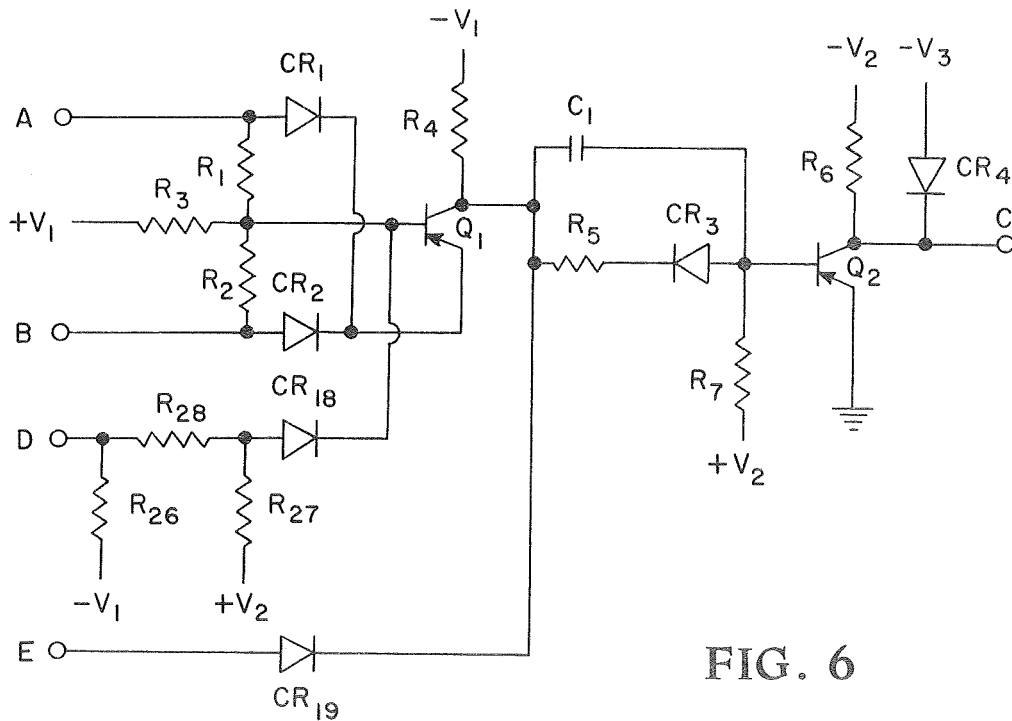 −V₁
CR₁
A
R₄
R₁
R₃
+V₁
Q₁
R₂
CR₂
B
C₁
R₅
CR₃
R₇
+V₂
−V₂
−V₃
R₆
CR₄
C
Q₂
CR₁₈
D
R₂₈
R₂₆
R₂₇
−V₁
+V₂
E
CR₁₉
FIG. 6